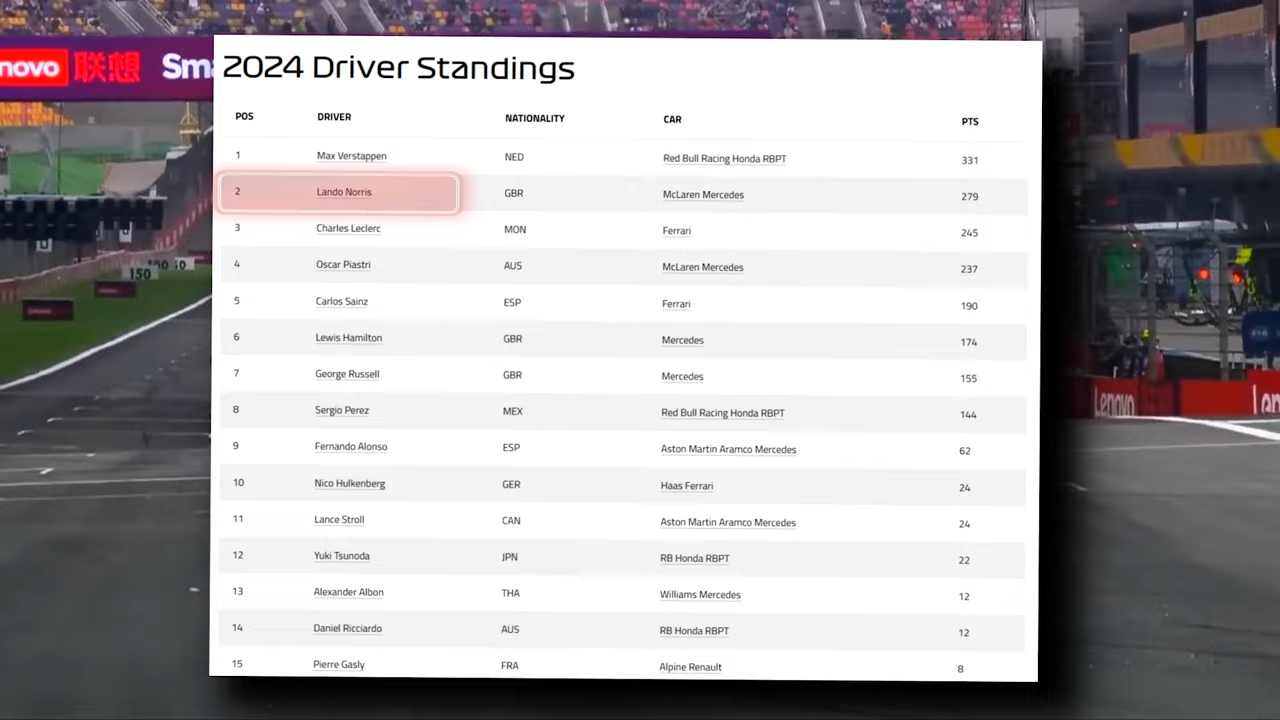 novo 联想 Sma
2024 Driver Standings
POS DRIVER NATIONALITY CAR PTS
1 Max Verstappen NED Red Bull Racing Honda RBPT 331
2 Lando Norris GBR McLaren Mercedes 279
3 Charles Leclerc MON Ferrari 245
4 Oscar Piastri AUS McLaren Mercedes 237
5 Carlos Sainz ESP Ferrari 190
6 Lewis Hamilton GBR Mercedes 174
7 George Russell GBR Mercedes 155
8 Sergio Perez MEX Red Bull Racing Honda RBPT 144
9 Fernando Alonso ESP Aston Martin Aramco Mercedes 62
10 Nico Hulkenberg GER Haas Ferrari 24
11 Lance Stroll CAN Aston Martin Aramco Mercedes 24
12 Yuki Tsunoda JPN RB Honda RBPT 22
13 Alexander Albon THA Williams Mercedes 12
14 Daniel Ricciardo AUS RB Honda RBPT 12
15 Pierre Gasly FRA Alpine Renault 8
150 100 50
Lenovo Len